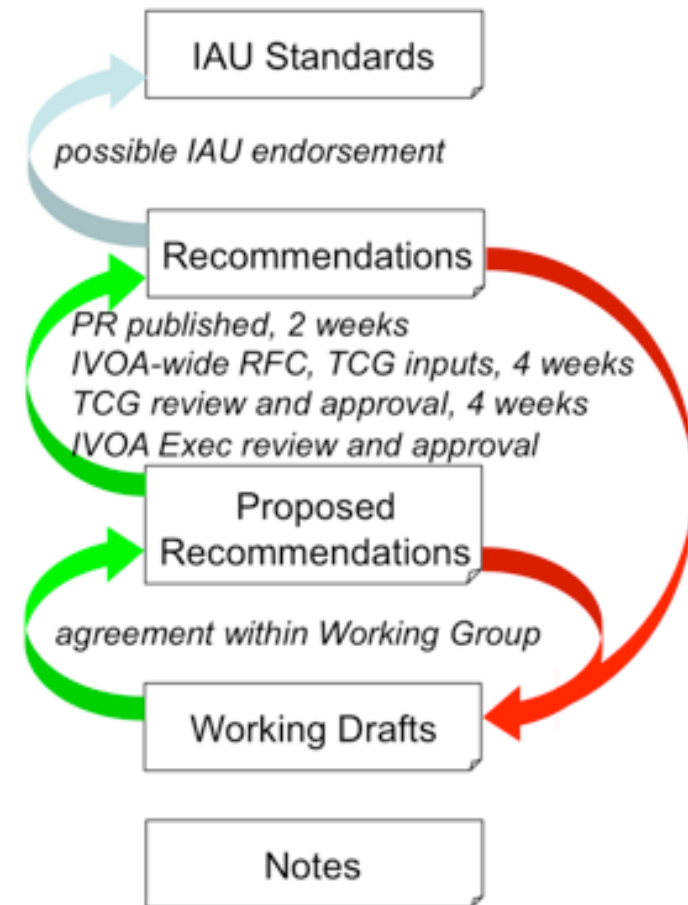 IAU Standards
possible IAU endorsement
Recommendations
PR published, 2 weeks
IVOA-wide RFC, TCG inputs, 4 weeks
TCG review and approval, 4 weeks
IVOA Exec review and approval
Proposed
Recommendations
agreement within Working Group
Working Drafts
Notes